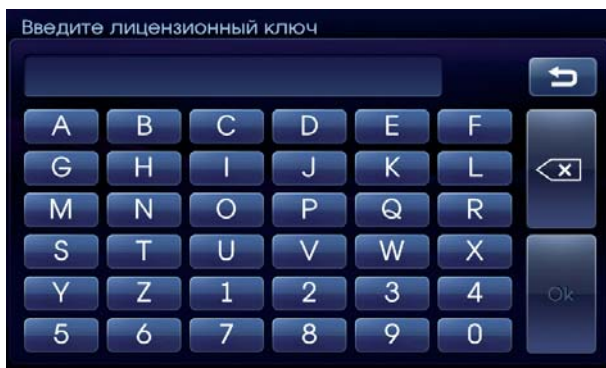 Введите лицензионный ключ
A B C D E F
G H I J K L
M N O P Q R
S T U V W X
Y Z 1 2 3 4 Ok
5 6 7 8 9 0